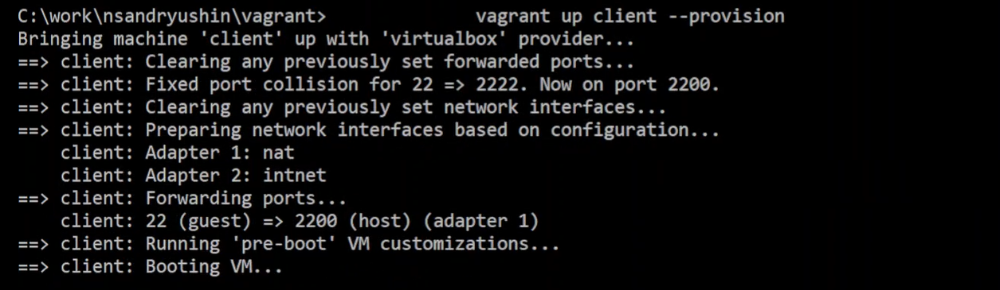 C:\work\nsandryushin\vagrant>              vagrant up client --provision
Bringing machine 'client' up with 'virtualbox' provider...
==> client: Clearing any previously set forwarded ports...
==> client: Fixed port collision for 22 => 2222. Now on port 2200.
==> client: Clearing any previously set network interfaces...
==> client: Preparing network interfaces based on configuration...
    client: Adapter 1: nat
    client: Adapter 2: intnet
==> client: Forwarding ports...
    client: 22 (guest) => 2200 (host) (adapter 1)
==> client: Running 'pre-boot' VM customizations...
==> client: Booting VM...